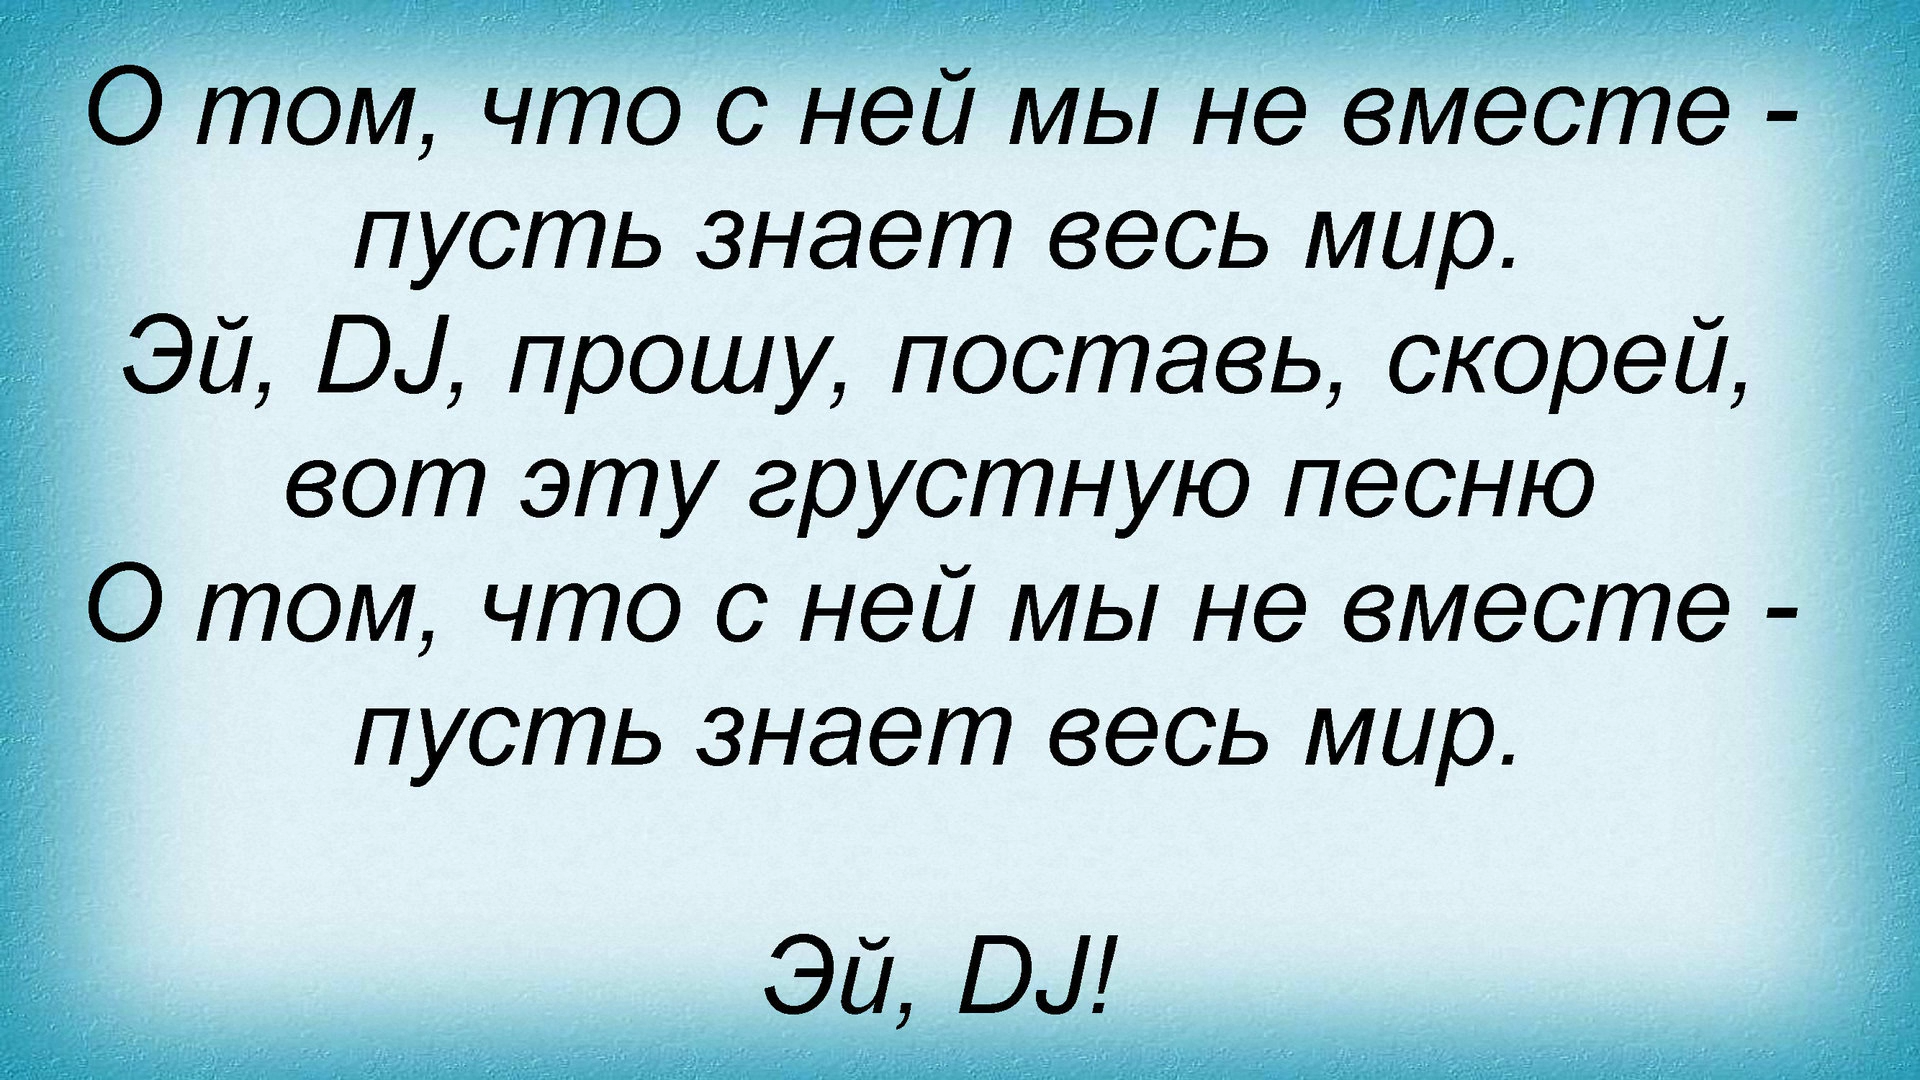 О том, что с ней мы не вместе -
пусть знает весь мир.
Эй, DJ, прошу, поставь, скорей,
вот эту грустную песню
О том, что с ней мы не вместе -
пусть знает весь мир.
Эй, DJ!